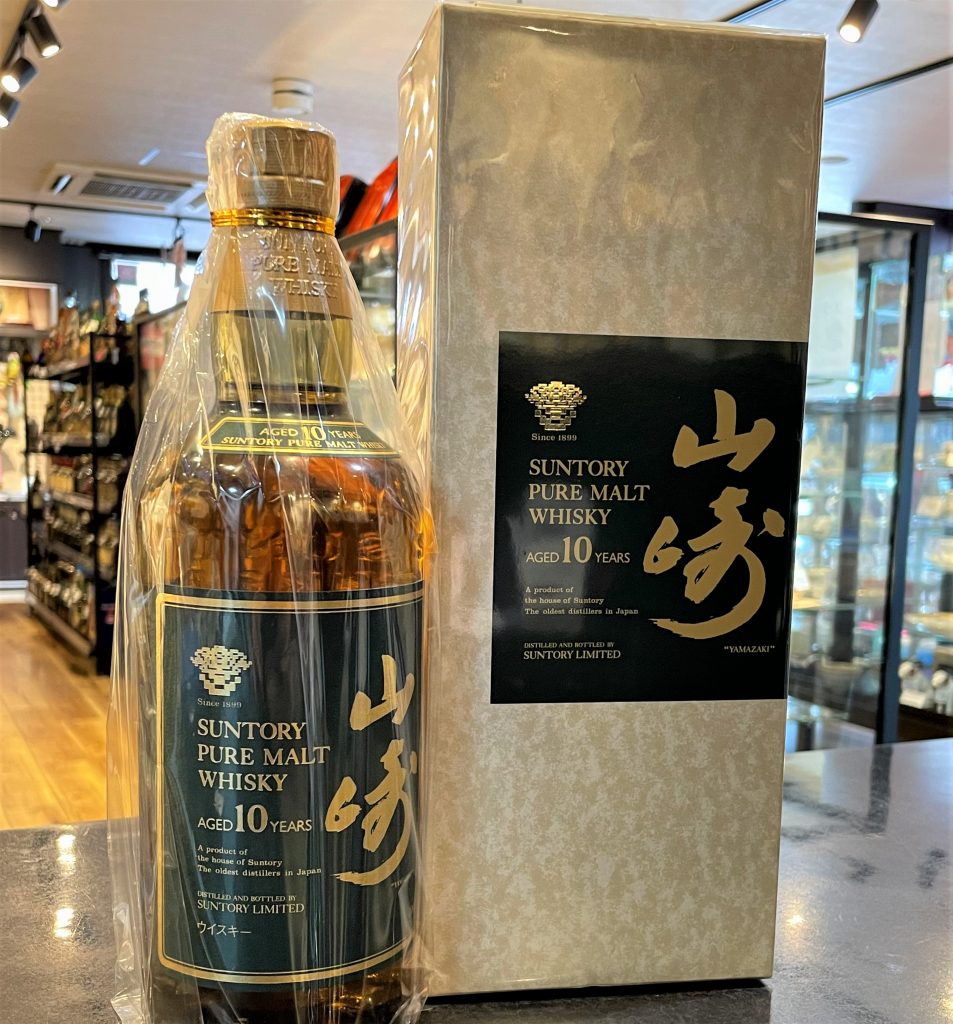 SUNTORY
PURE MALT
WHISKY
AGED 10 YEARS
SUNTORY PURE MALT WHISKY
Since 1899
SUNTORY
PURE MALT
WHISKY
AGED 10 YEARS
A product of
the house of Suntory
The oldest distillers in Japan
DISTILLED AND BOTTLED BY
SUNTORY LIMITED
ウイスキー
山崎
Since 1899
SUNTORY
PURE MALT
WHISKY
AGED 10 YEARS
A product of
the house of Suntory
The oldest distillers in Japan
DISTILLED AND BOTTLED BY
SUNTORY LIMITED
山崎
"YAMAZAKI"